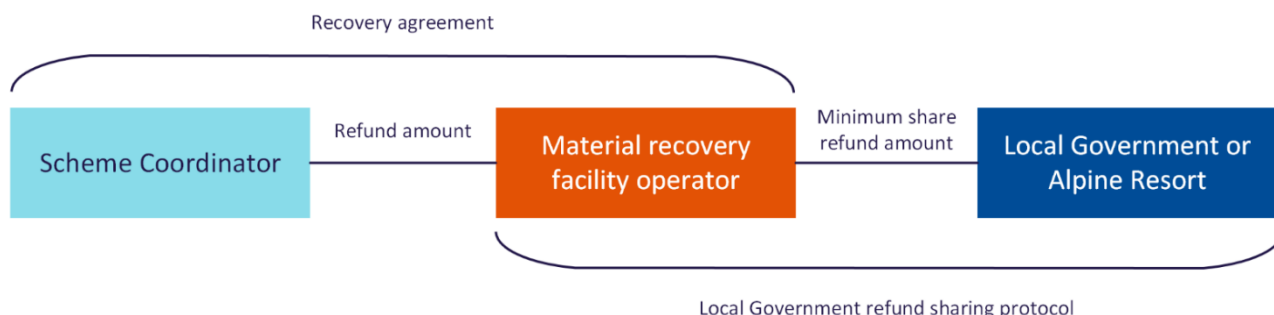 Recovery agreement
Scheme Coordinator
Refund amount
Material recovery
facility operator
Minimum share
refund amount
Local Government or
Alpine Resort
Local Government refund sharing protocol